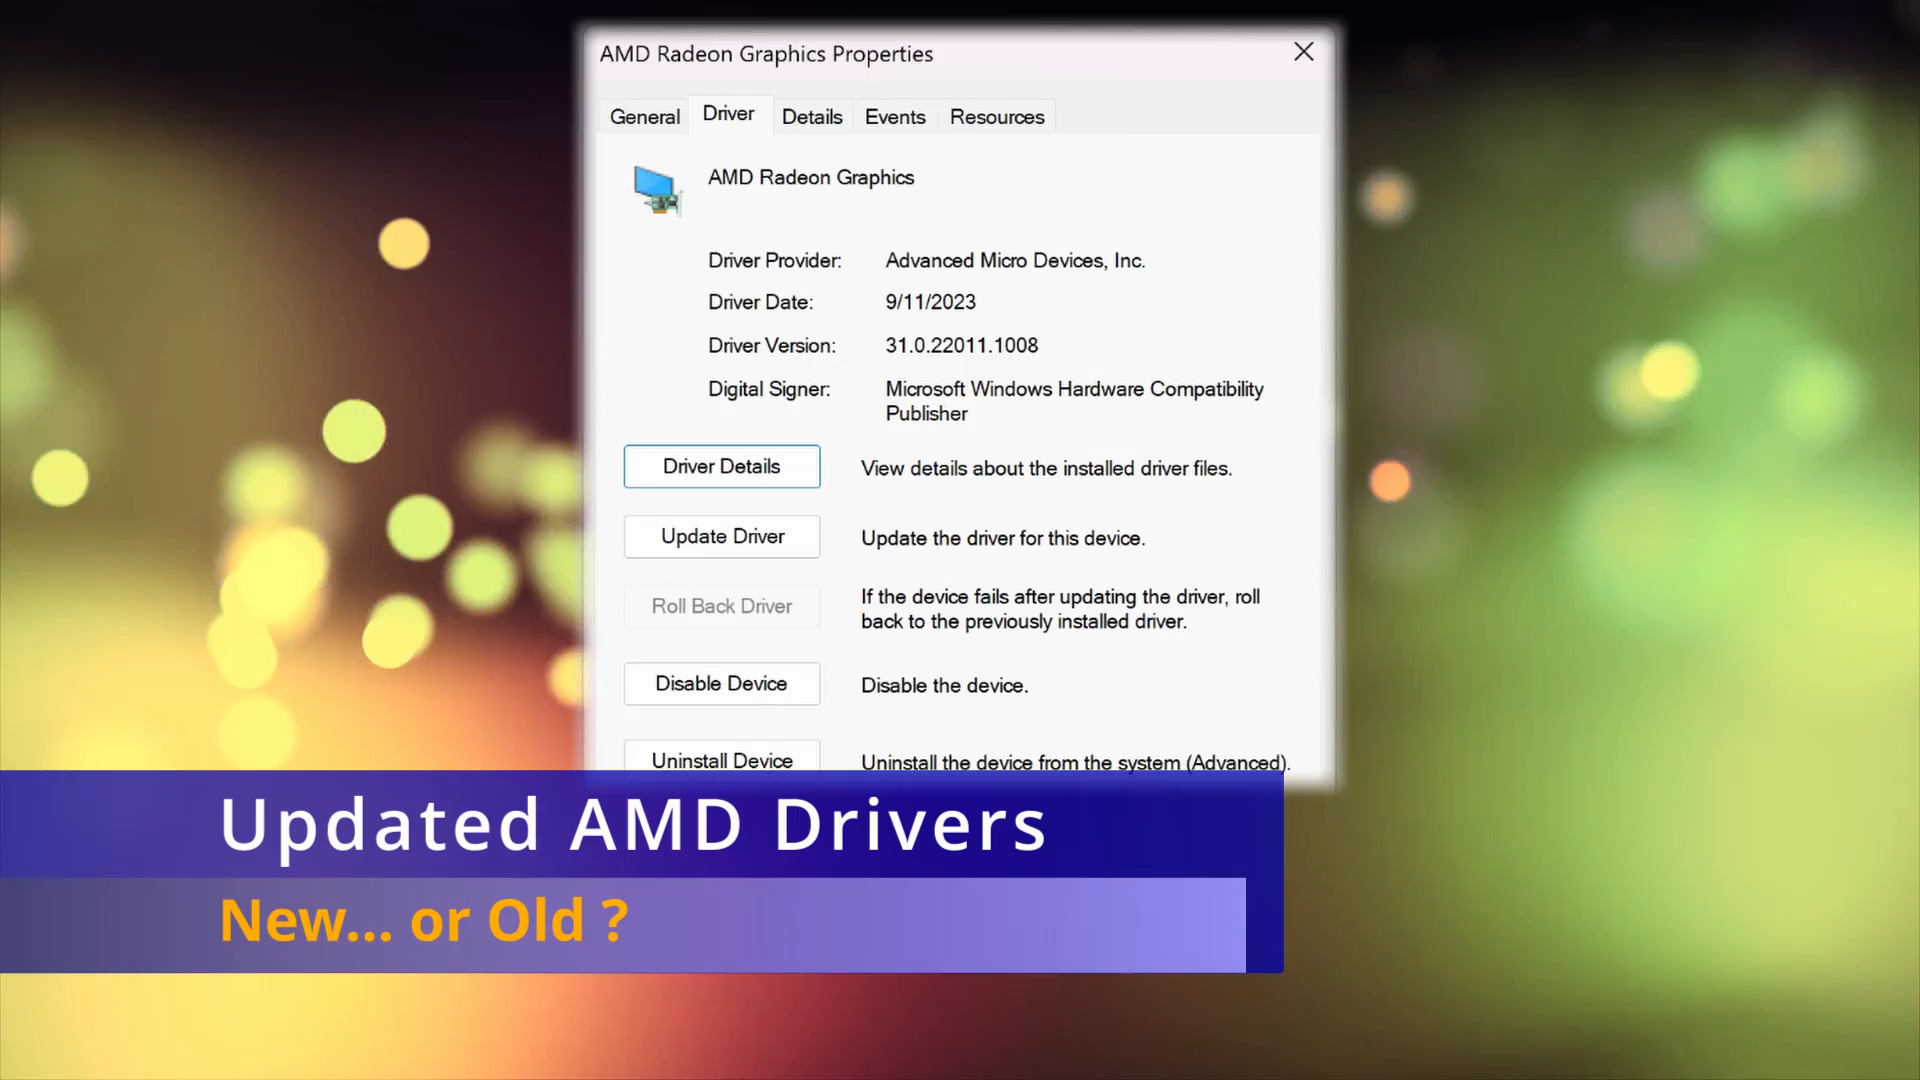 AMD Radeon Graphics Properties
General Driver Details Events Resources
AMD Radeon Graphics
Driver Provider: Advanced Micro Devices, Inc.
Driver Date: 9/11/2023
Driver Version: 31.0.22011.1008
Digital Signer: Microsoft Windows Hardware Compatibility
Publisher
Driver Details View details about the installed driver files.
Update Driver Update the driver for this device.
Roll Back Driver If the device fails after updating the driver, roll
back to the previously installed driver.
Disable Device Disable the device.
Uninstall Device Uninstall the device from the system (Advanced).
Updated AMD Drivers
New... or Old ?